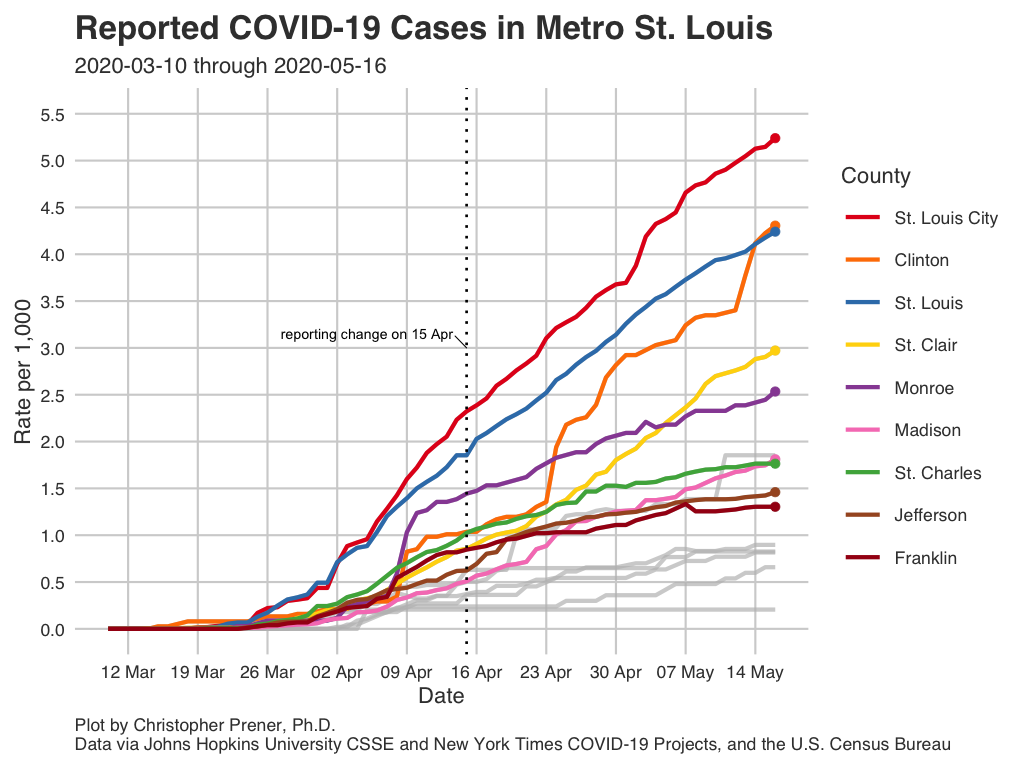 Reported COVID-19 Cases in Metro St. Louis
2020-03-10 through 2020-05-16
5.5
5.0
4.5
4.0
3.5
3.0
2.5
2.0
1.5
1.0
0.5
0.0
Rate per 1,000
reporting change on 15 Apr
12 Mar
19 Mar
26 Mar
02 Apr
09 Apr
16 Apr
23 Apr
30 Apr
07 May
14 May
Date
County
St. Louis City
Clinton
St. Louis
St. Clair
Monroe
Madison
St. Charles
Jefferson
Franklin
Plot by Christopher Prener, Ph.D.
Data via Johns Hopkins University CSSE and New York Times COVID-19 Projects, and the U.S. Census Bureau